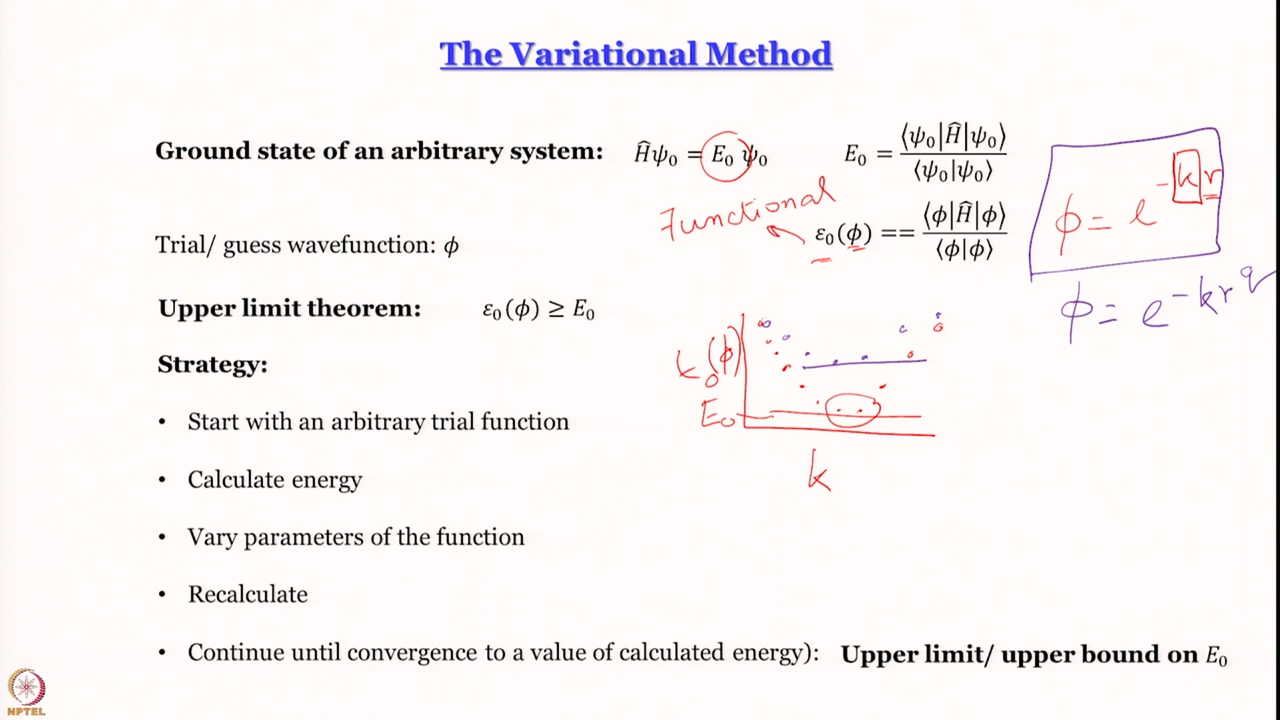 The Variational Method
Ground state of an arbitrary system: Ĥψ₀ = E₀ ψ₀ E₀ = ⟨ψ₀|Ĥ|ψ₀⟩ / ⟨ψ₀|ψ₀⟩
Functional
ϕ = e^{-kr}
Trial/ guess wavefunction: ϕ ε₀(ϕ) == ⟨ϕ|Ĥ|ϕ⟩ / ⟨ϕ|ϕ⟩
ϕ = e^{-kr^q}
Upper limit theorem: ε₀(ϕ) ≥ E₀
Strategy:
• Start with an arbitrary trial function
E₀
• Calculate energy
k
• Vary parameters of the function
• Recalculate
• Continue until convergence to a value of calculated energy): Upper limit/ upper bound on E₀
NPTEL